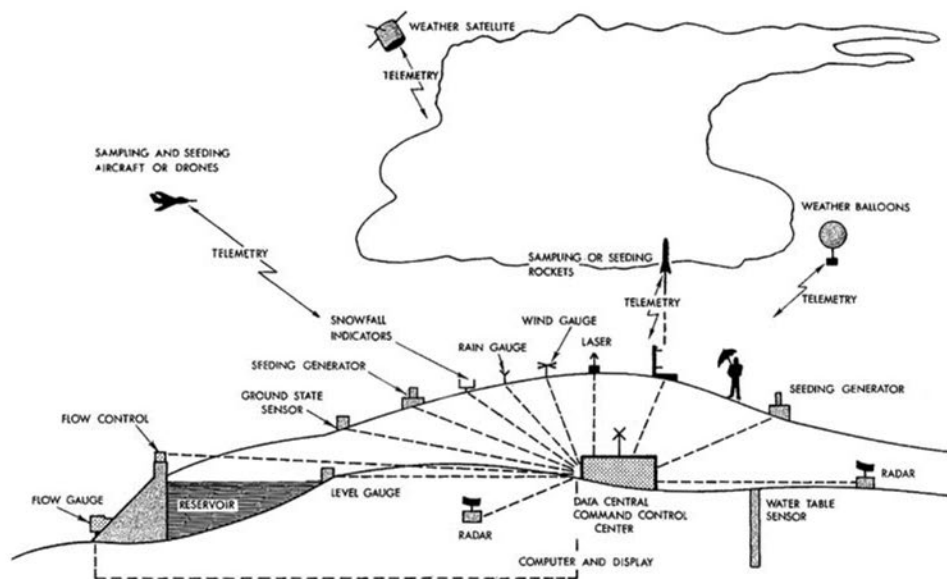 WEATHER SATELLITE
TELEMETRY
SAMPLING AND SEEDING
AIRCRAFT OR DRONES
TELEMETRY
WEATHER BALLOONS
TELEMETRY
SAMPLING OR SEEDING
ROCKETS
TELEMETRY
SNOWFALL
INDICATORS
WIND GAUGE
RAIN GAUGE
LASER
SEEDING GENERATOR
SEEDING GENERATOR
GROUND STATE
SENSOR
FLOW CONTROL
FLOW GAUGE
RESERVOIR
LEVEL GAUGE
RADAR
DATA CENTRAL
COMMAND CONTROL
CENTER
WATER TABLE
SENSOR
RADAR
COMPUTER AND DISPLAY